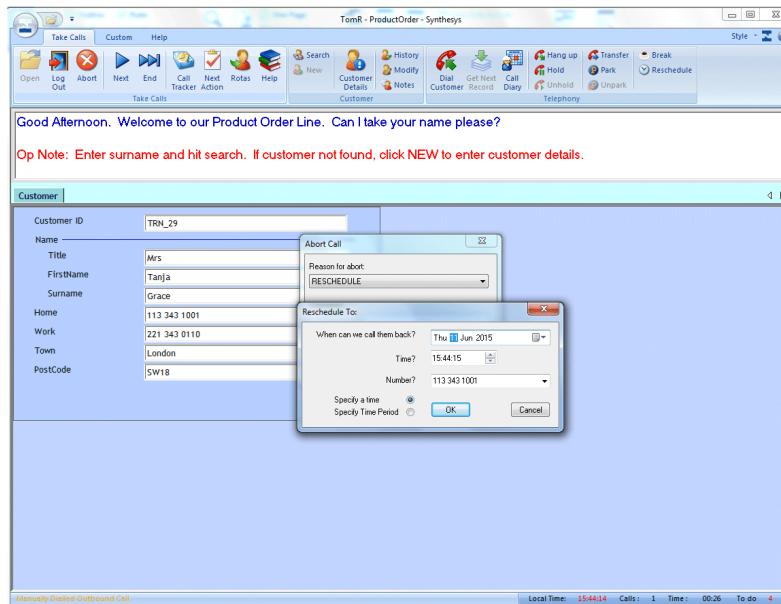 TomR - ProductOrder - Synthesys
Take Calls Custom Help Style
Open Log Out Abort Next End Call Tracker Next Action Rotas Help
Search New Customer Details History Modify Notes
Dial Customer Get Next Record Call Diary Hang up Hold Unhold Transfer Park Unpark Break Reschedule
Take Calls Customer Telephony
Good Afternoon. Welcome to our Product Order Line. Can I take your name please?
Op Note: Enter surname and hit search. If customer not found, click NEW to enter customer details.
Customer
Customer ID TRN_29
Name
Title Mrs
FirstName Tanja
Surname Grace
Home 113 343 1001
Work 221 343 0110
Town London
PostCode SW18
Abort Call
Reason for abort:
RESCHEDULE
Reschedule To:
When can we call them back? Thu 11 Jun 2015
Time? 15:44:15
Number? 113 343 1001
Specify a time
Specify Time Period
OK Cancel
Manually Dialled Outbound Call
Local Time: 15:44:14 Calls : 1 Time : 00:26 To do 4